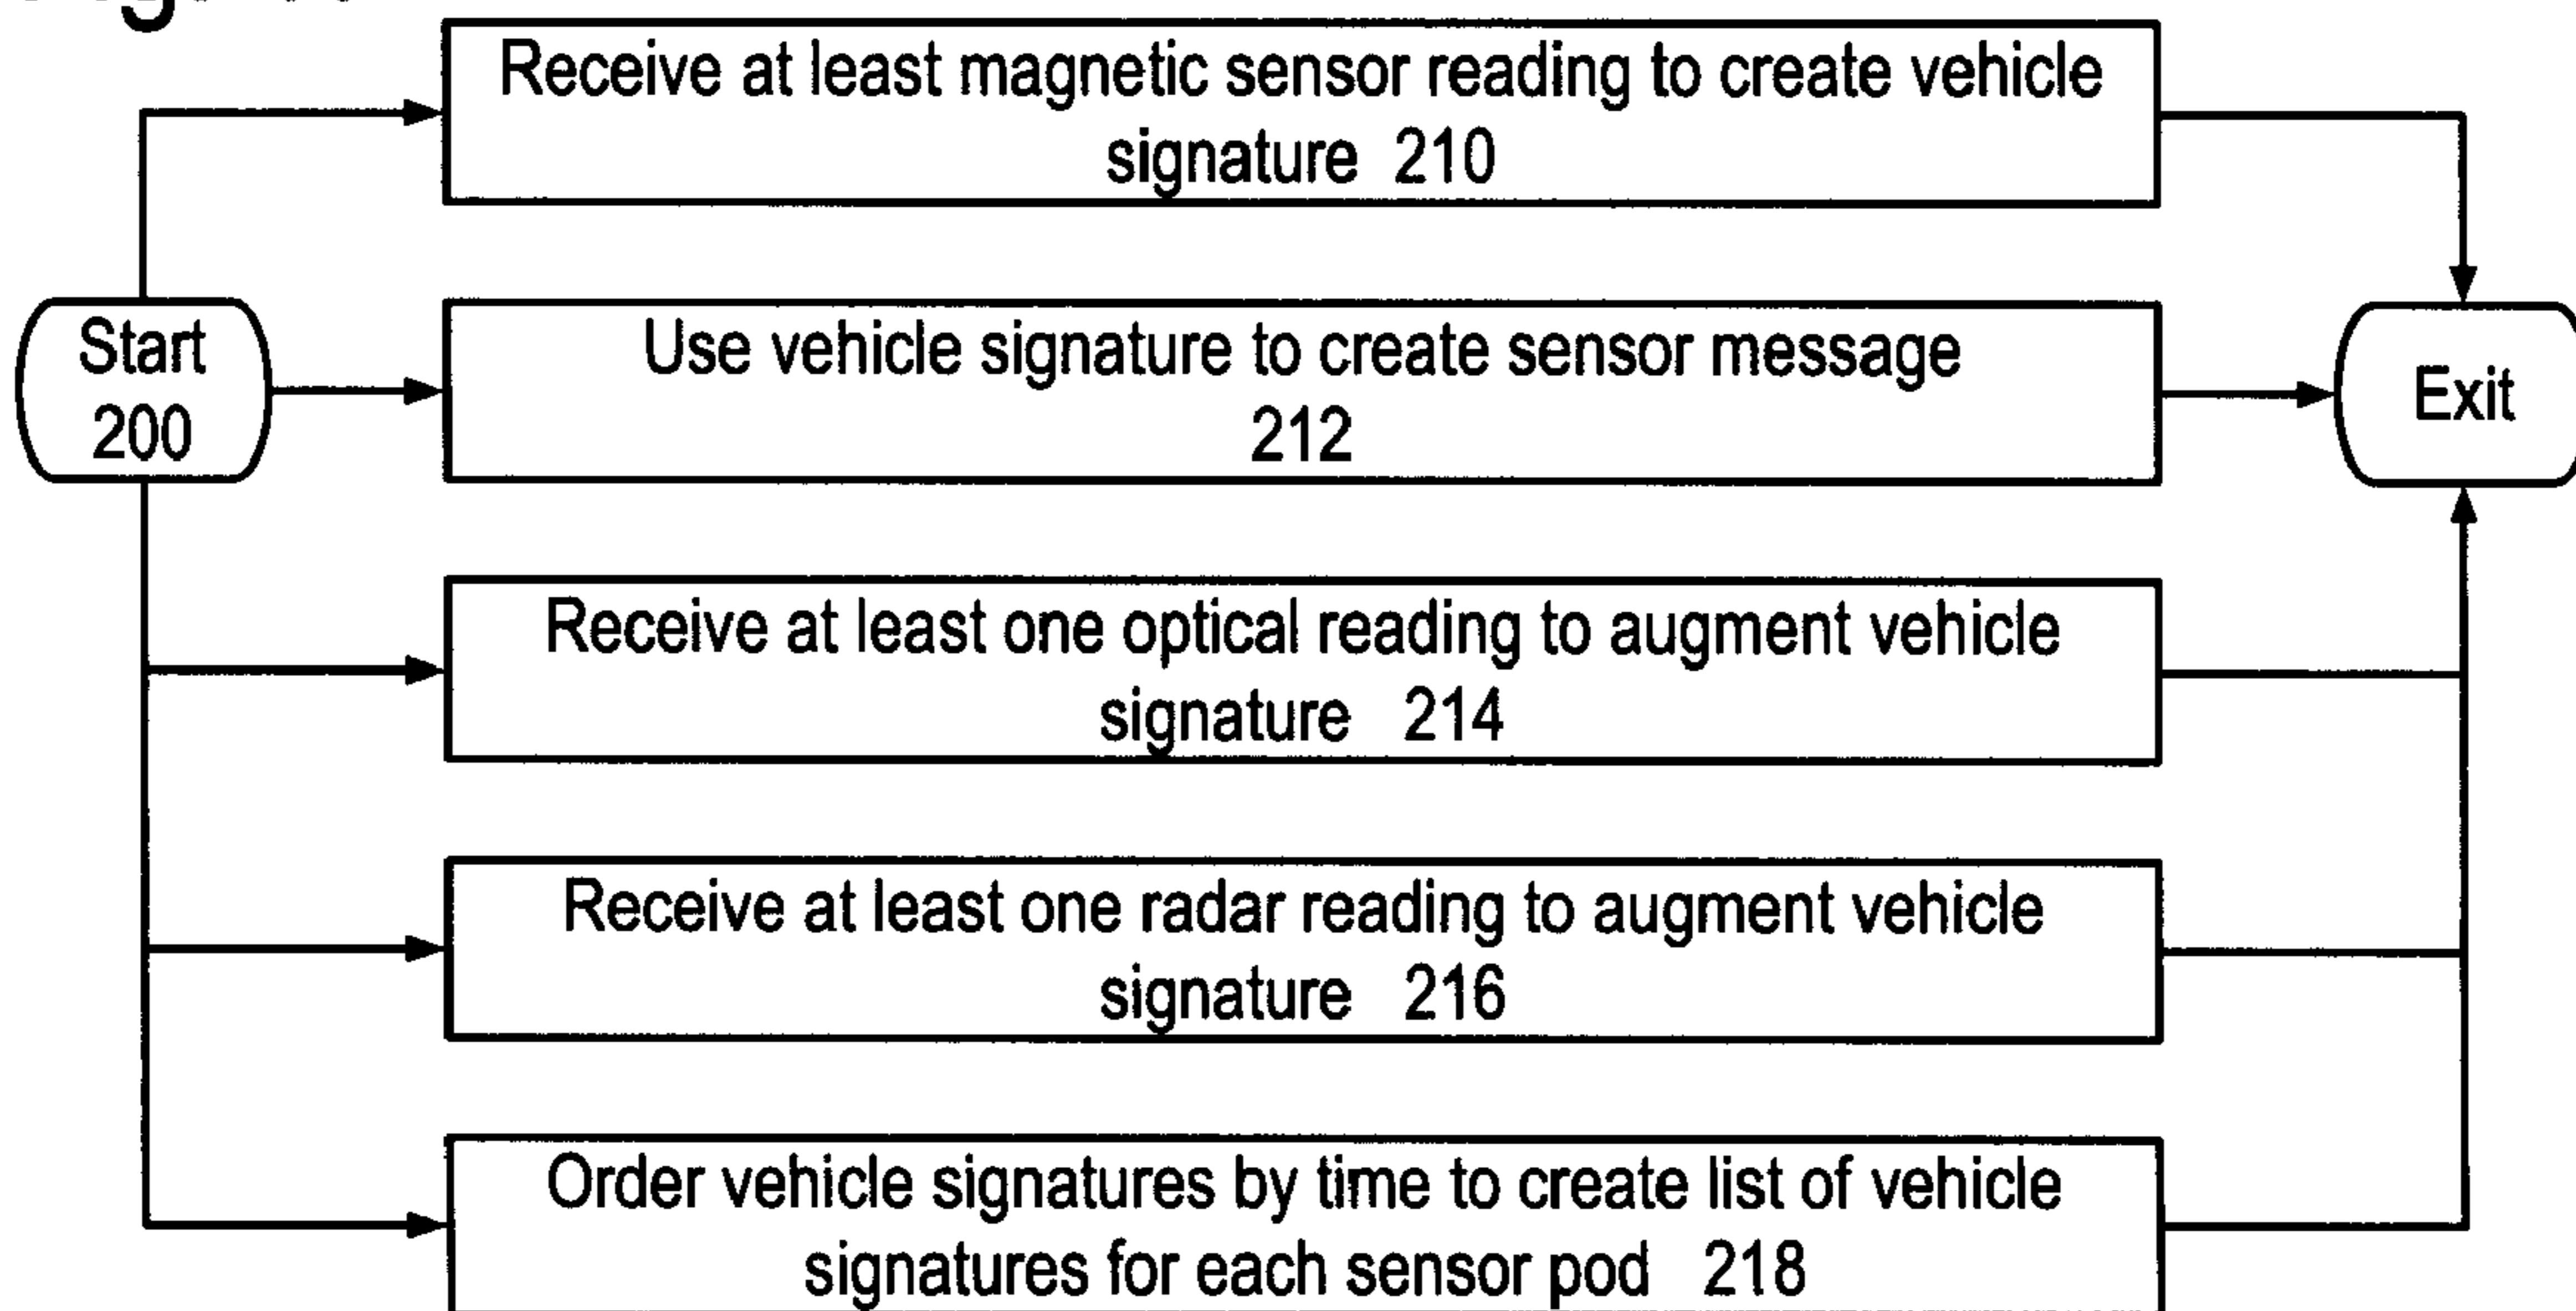 Receive at least magnetic sensor reading to create vehicle
signature 210
Start
200
Use vehicle signature to create sensor message
212
Exit
Receive at least one optical reading to augment vehicle
signature 214
Receive at least one radar reading to augment vehicle
signature 216
Order vehicle signatures by time to create list of vehicle
signatures for each sensor pod 218